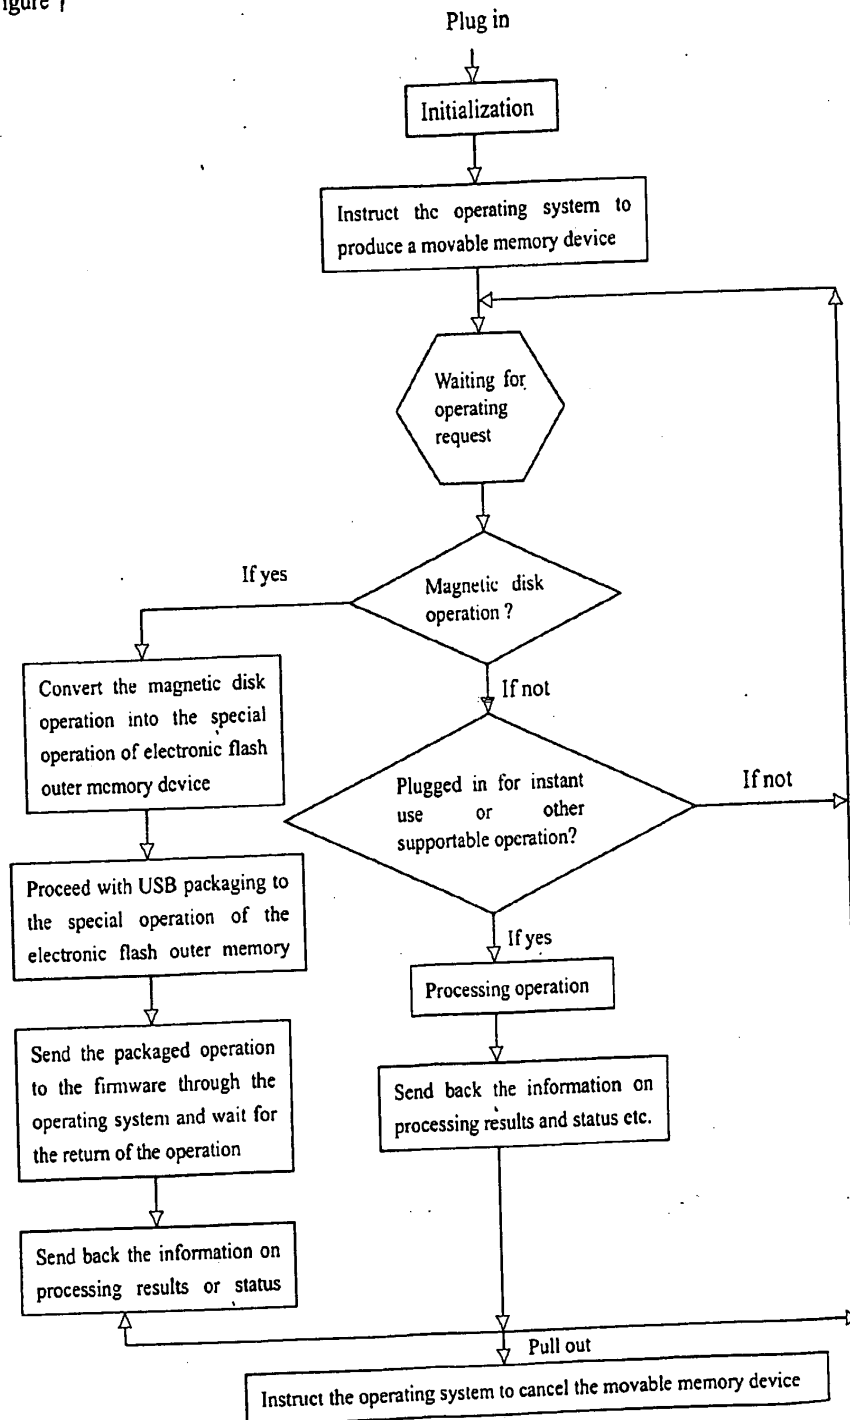 igure 7
Plug in
Initialization
Instruct the operating system to
produce a movable memory device
Waiting for
operating
request
Magnetic disk
operation ?
If yes
If not
Convert the magnetic disk
operation into the special
operation of electronic flash
outer memory device
Plugged in for instant
use or other
supportable operation?
If not
Proceed with USB packaging to
the special operation of the
electronic flash outer memory
If yes
Processing operation
Send the packaged operation
to the firmware through the
operating system and wait for
the return of the operation
Send back the information on
processing results and status etc.
Send back the information on
processing results or status
Pull out
Instruct the operating system to cancel the movable memory device